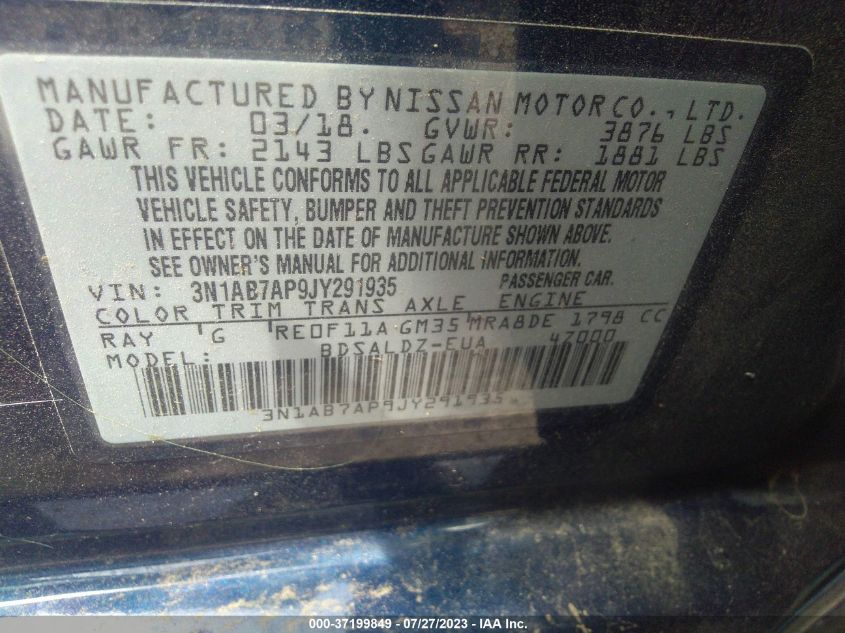 MANUFACTURED BY NISSAN MOTOR CO., LTD.
DATE: 03/18. GVWR: 3876 LBS
GAWR FR: 2143 LBS GAWR RR: 1881 LBS
THIS VEHICLE CONFORMS TO ALL APPLICABLE FEDERAL MOTOR
VEHICLE SAFETY, BUMPER AND THEFT PREVENTION STANDARDS
IN EFFECT ON THE DATE OF MANUFACTURE SHOWN ABOVE.
SEE OWNER'S MANUAL FOR ADDITIONAL INFORMATION.
VIN: 3N1AB7AP9JY291935 PASSENGER CAR.
COLOR TRIM TRANS AXLE ENGINE
RAY G RE0F11A GM35 MRA8DE 1798 CC
MODEL: BDSALDZ-EUA 47000
3N1AB7AP9JY291935
000-37199849 - 07/27/2023 - IAA Inc.